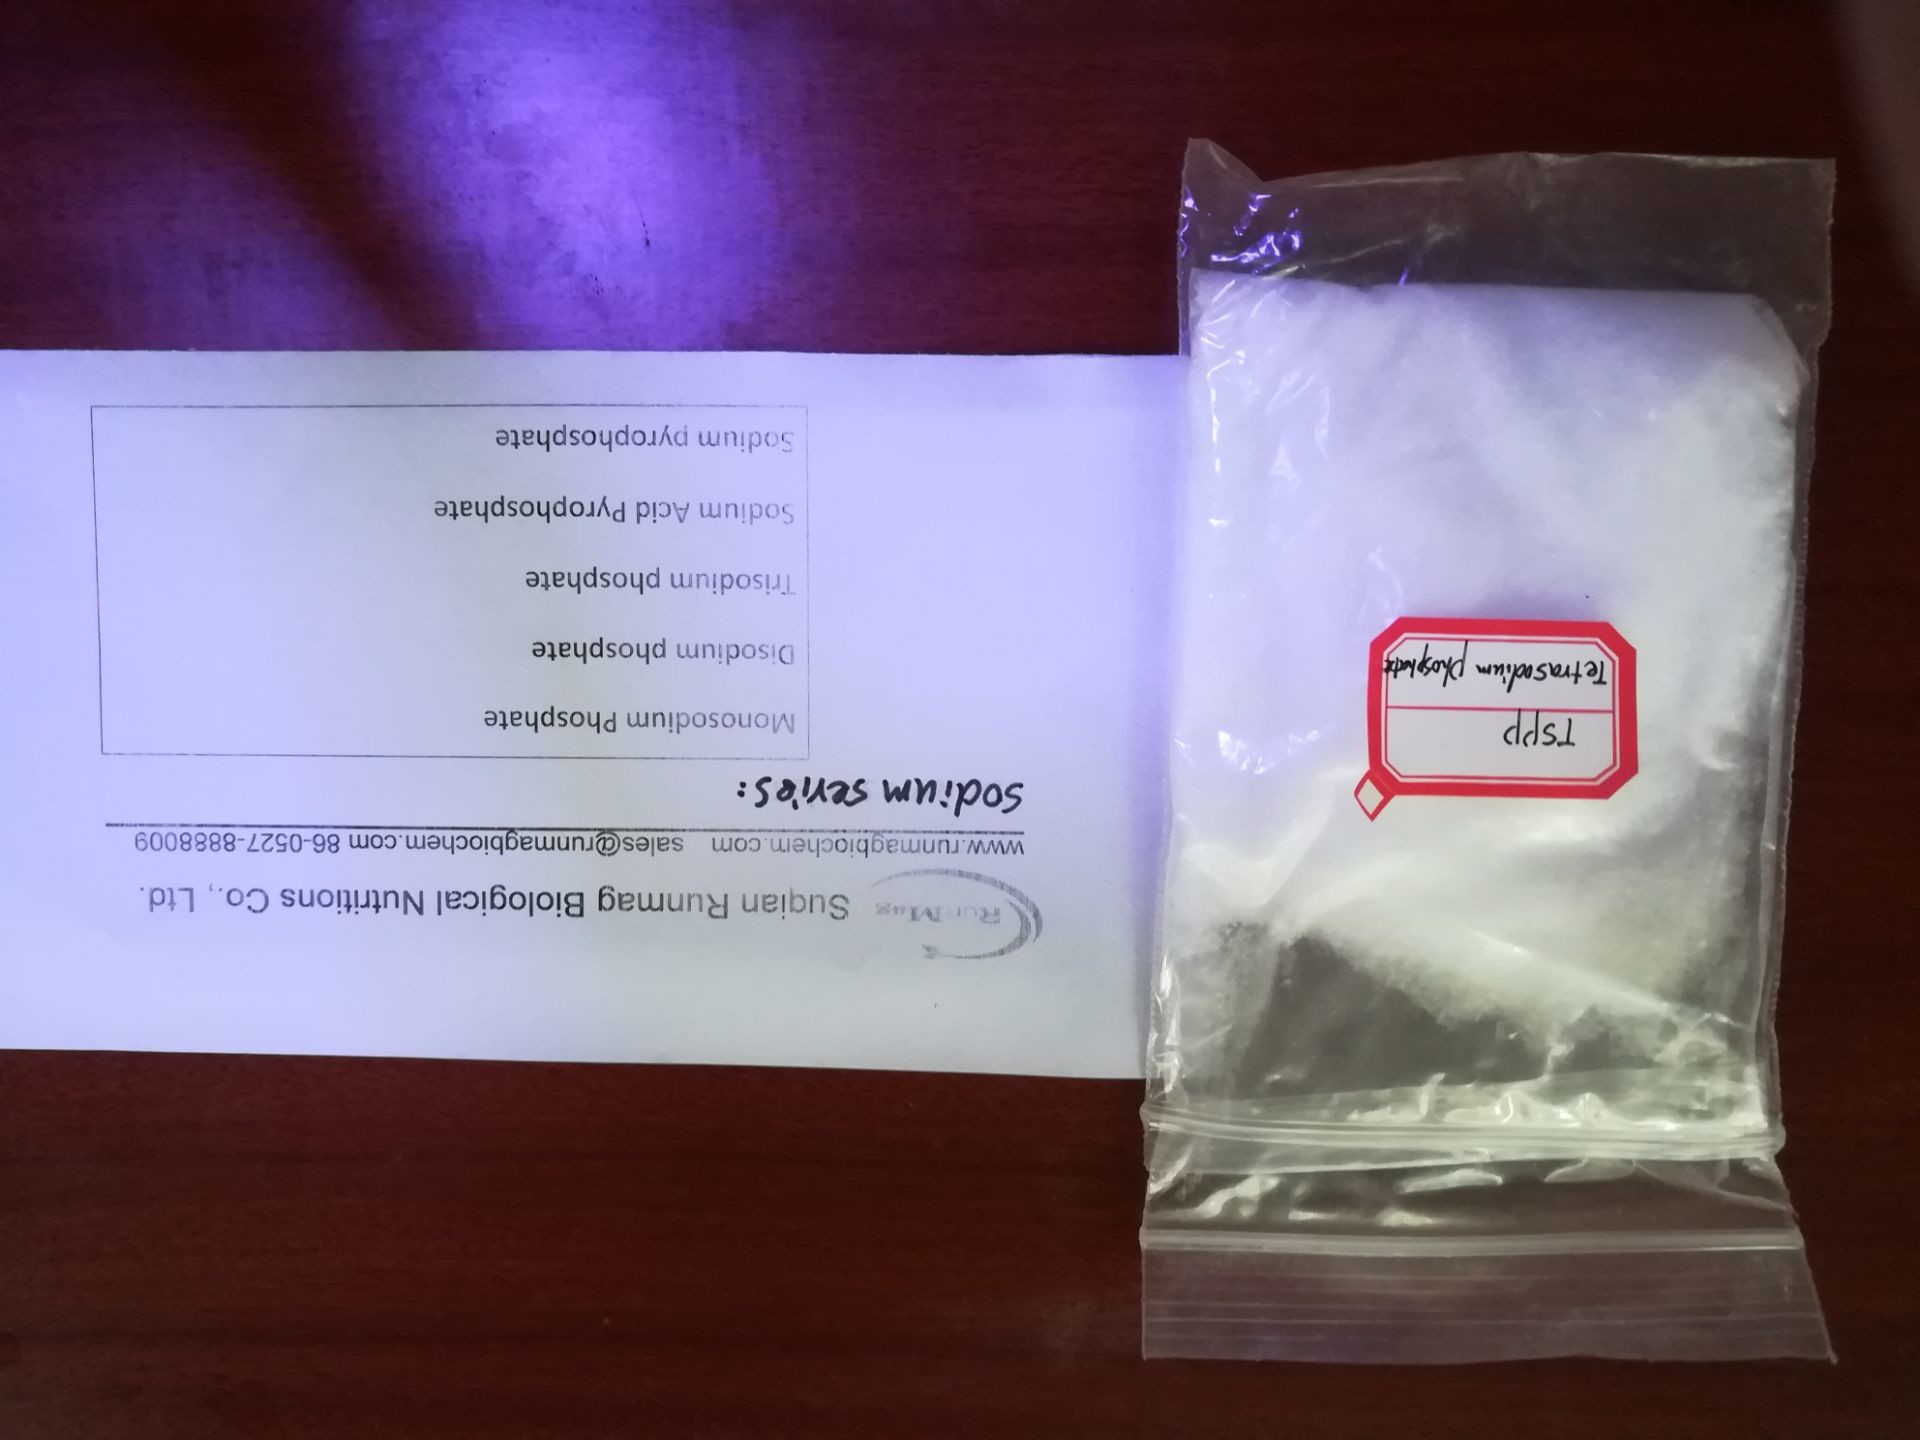 RunMag
Suqian Runmag Biological Nutritions Co., Ltd.
www.runmagbiochem.com sales@runmagbiochem.com 86-0527-8888009
Sodium series:
Monosodium Phosphate
Disodium phosphate
Trisodium phosphate
Sodium Acid Pyrophosphate
Sodium pyrophosphate
TSPP
Tetrasodium phosphate